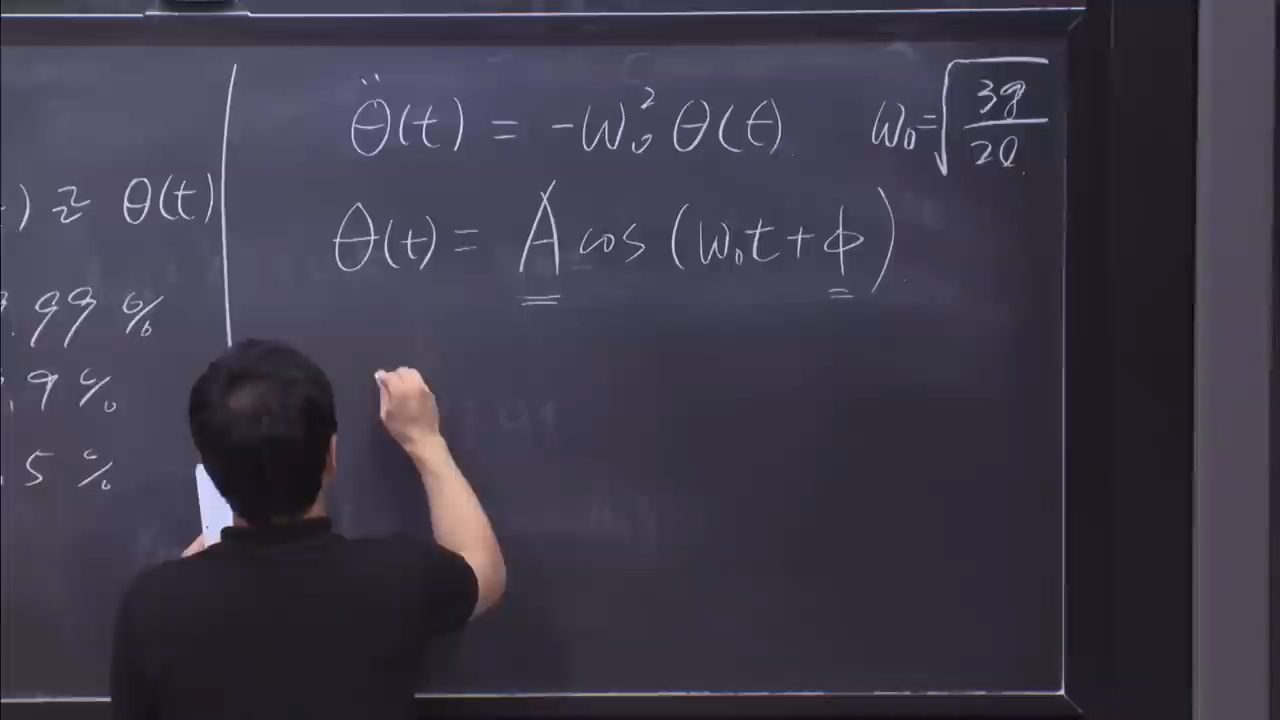 ) ≈ θ(t)
.99 %
.9 %
.5 %
θ̈(t) = -ω₀² θ(t) ω₀ = √(3g/2l)
θ(t) = A cos (ω₀t + φ)